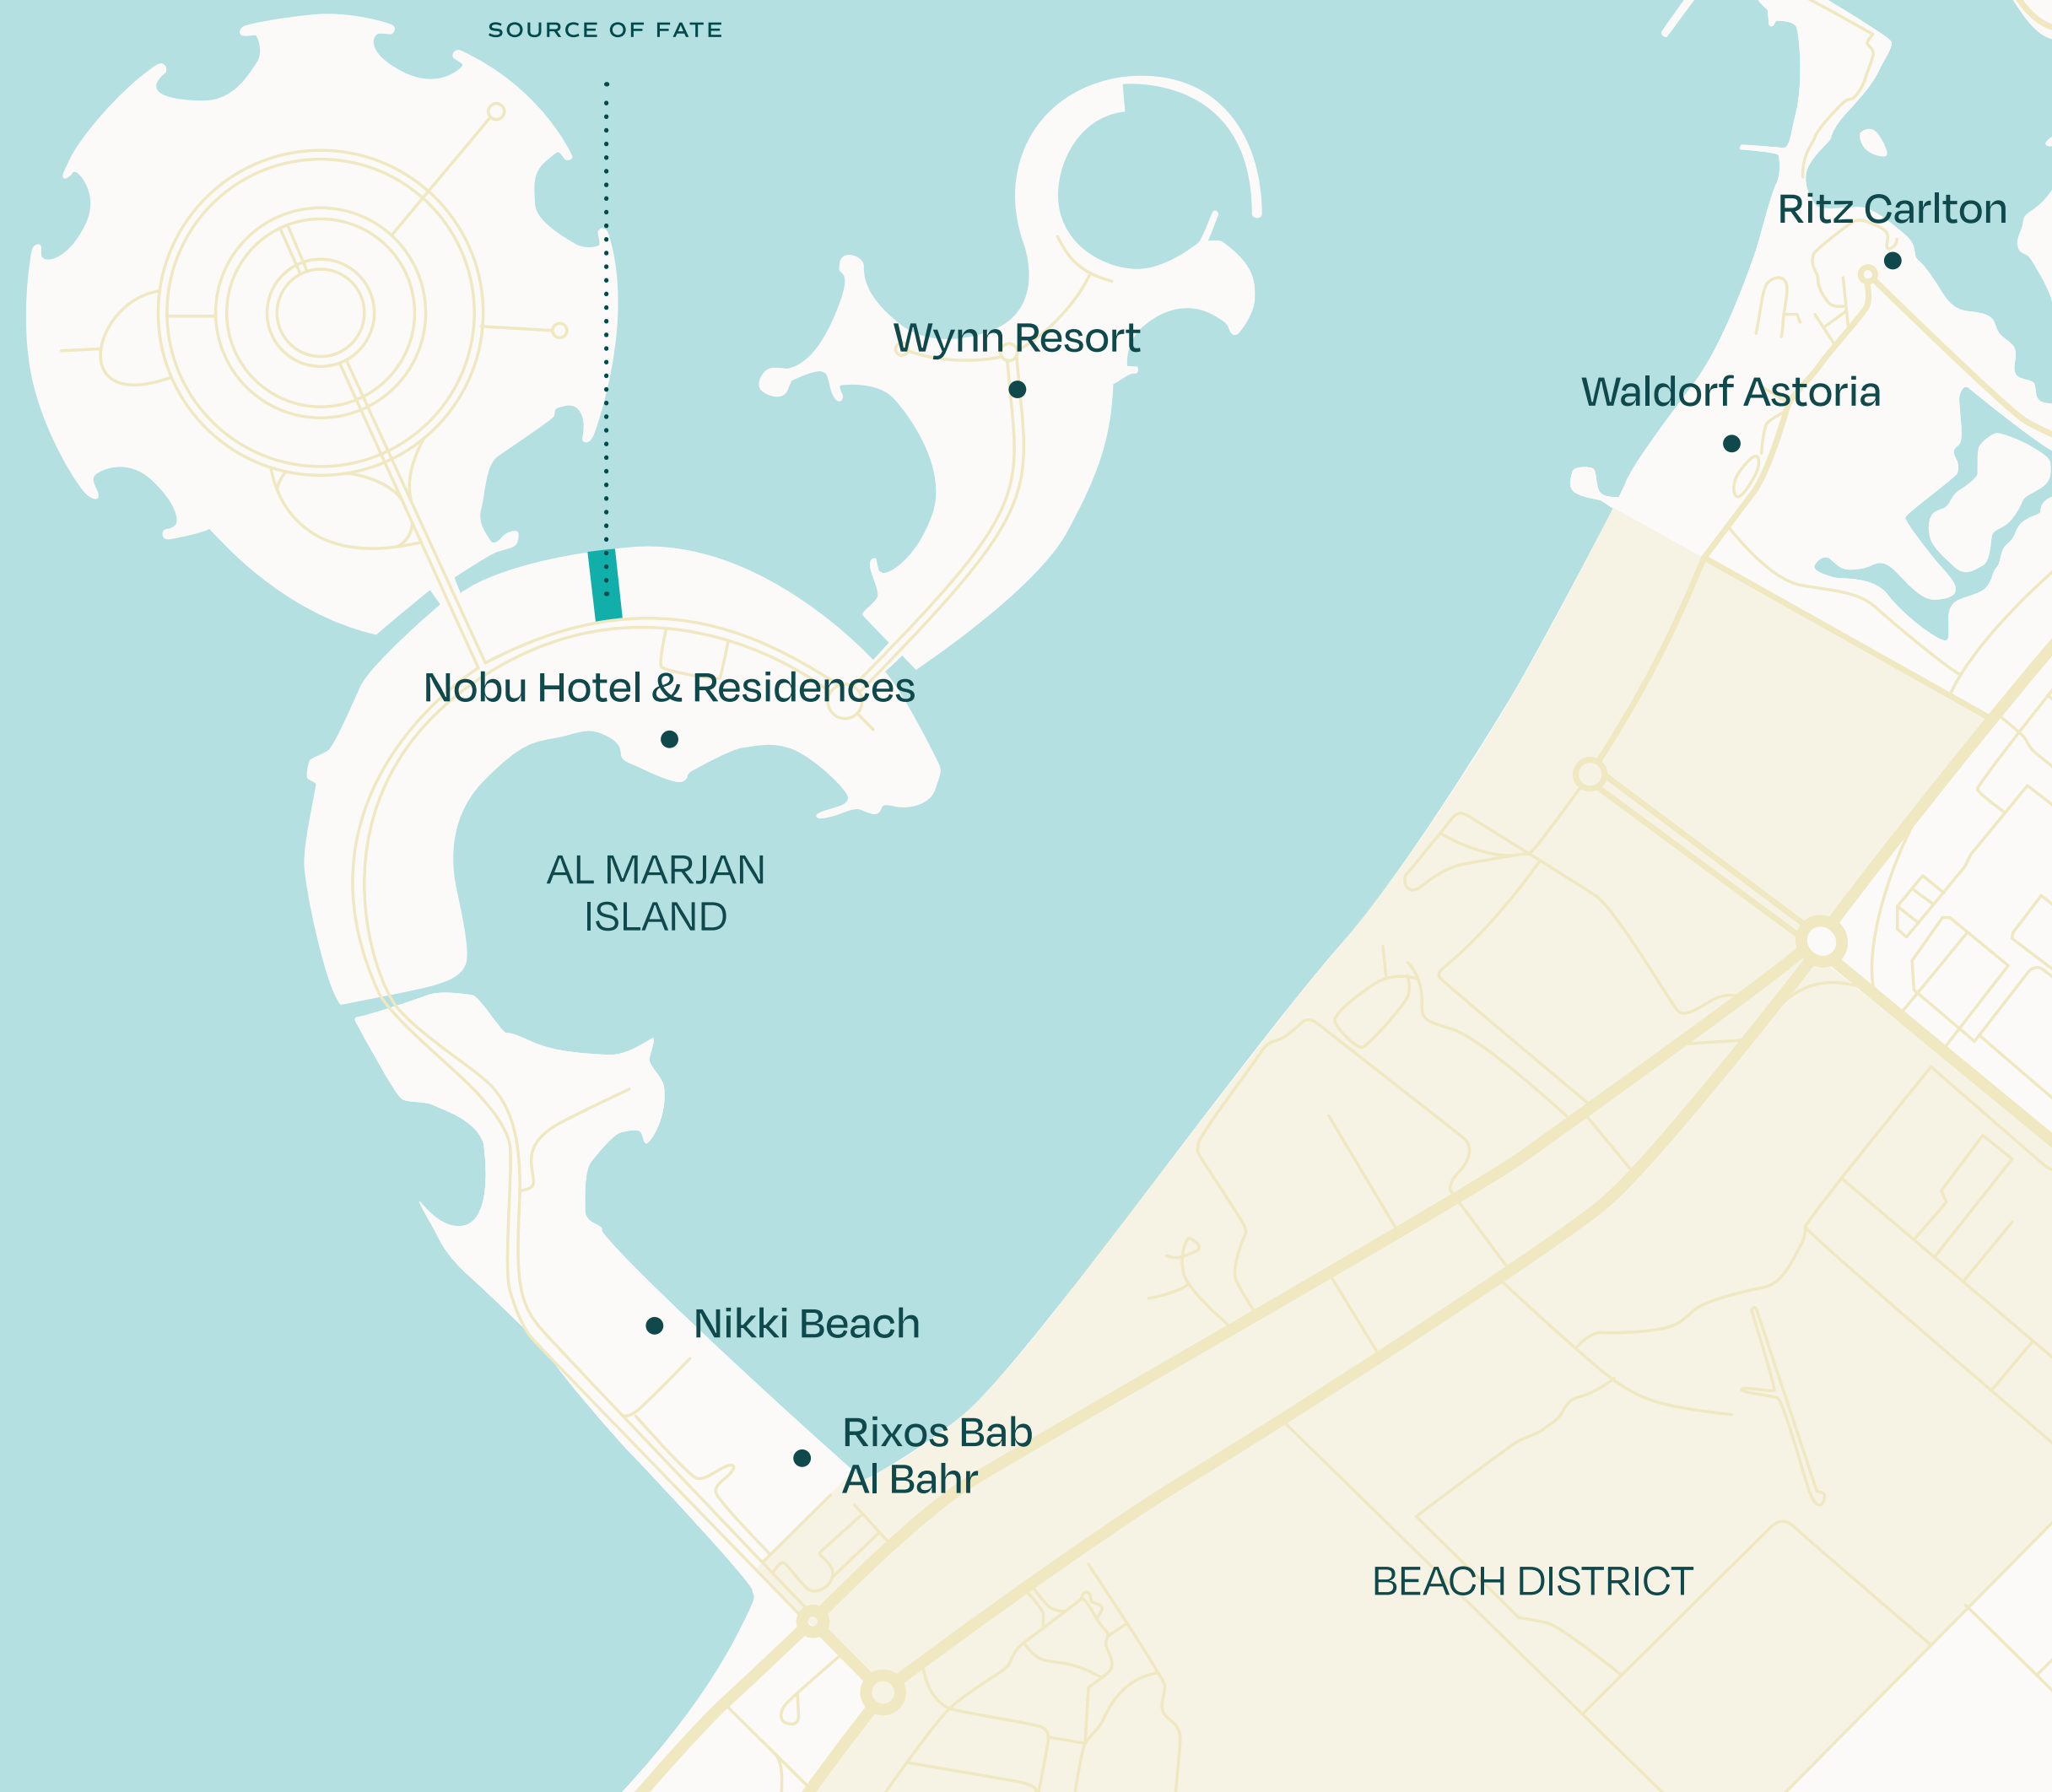 SOURCE OF FATE
Ritz Carlton
Wynn Resort
Waldorf Astoria
Nobu Hotel & Residences
AL MARJAN
ISLAND
Nikki Beach
Rixos Bab
Al Bahr
BEACH DISTRICT